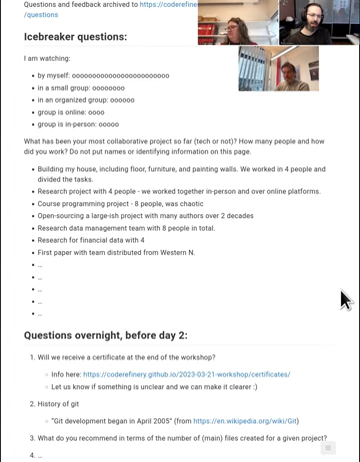 Questions and feedback archived to https://coderefine
/questions
Icebreaker questions:
I am watching:
• by myself: oooooooooooooooooooooooo
• in a small group: oooooooo
• in an organized group: oooooo
• group is online: oooo
• group is in-person: ooooo
What has been your most collaborative project so far (tech or not)? How many people and how
did you work? Do not put names or identifying information on this page.
• Building my house, including floor, furniture, and painting walls. We worked in 4 people and
divided the tasks.
• Research project with 4 people - we worked together in-person and over online platforms.
• Course programming project - 8 people, was chaotic
• Open-sourcing a large-ish project with many authors over 2 decades
• Research data management team with 8 people in total.
• Research for financial data with 4
• First paper with team distributed from Western N.
• ...
• ...
• ...
• ...
• ...
Questions overnight, before day 2:
1. Will we receive a certificate at the end of the workshop?
Info here: https://coderefinery.github.io/2023-03-21-workshop/certificates/
Let us know if something is unclear and we can make it clearer :)
2. History of git
"Git development began in April 2005" (from https://en.wikipedia.org/wiki/Git)
3. What do you recommend in terms of the number of (main) files created for a given project?
4. ...